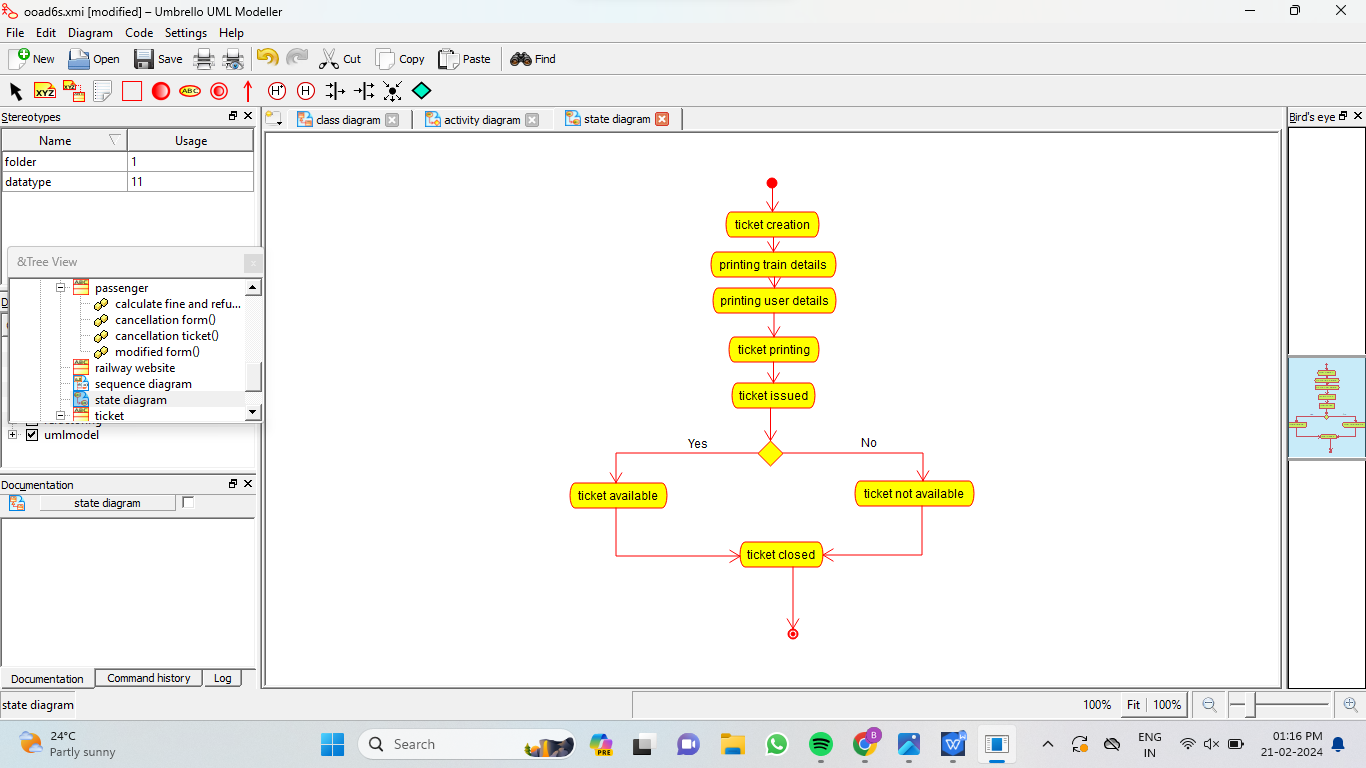 ooad6s.xmi [modified] – Umbrello UML Modeller
File Edit Diagram Code Settings Help
New Open Save Cut Copy Paste Find
XYZ XYZ ABC H* H
Stereotypes
Name Usage
folder 1
datatype 11
&Tree View
passenger
calculate fine and refu...
cancellation form()
cancellation ticket()
modified form()
railway website
sequence diagram
state diagram
ticket
umlmodel
Documentation
state diagram
Documentation Command history Log
class diagram activity diagram state diagram
ticket creation
printing train details
printing user details
ticket printing
ticket issued
Yes No
ticket available ticket not available
ticket closed
Bird's eye
state diagram 100% Fit 100%
24°C
Partly sunny
Search
PRE
B
W
ENG
IN
01:16 PM
21-02-2024